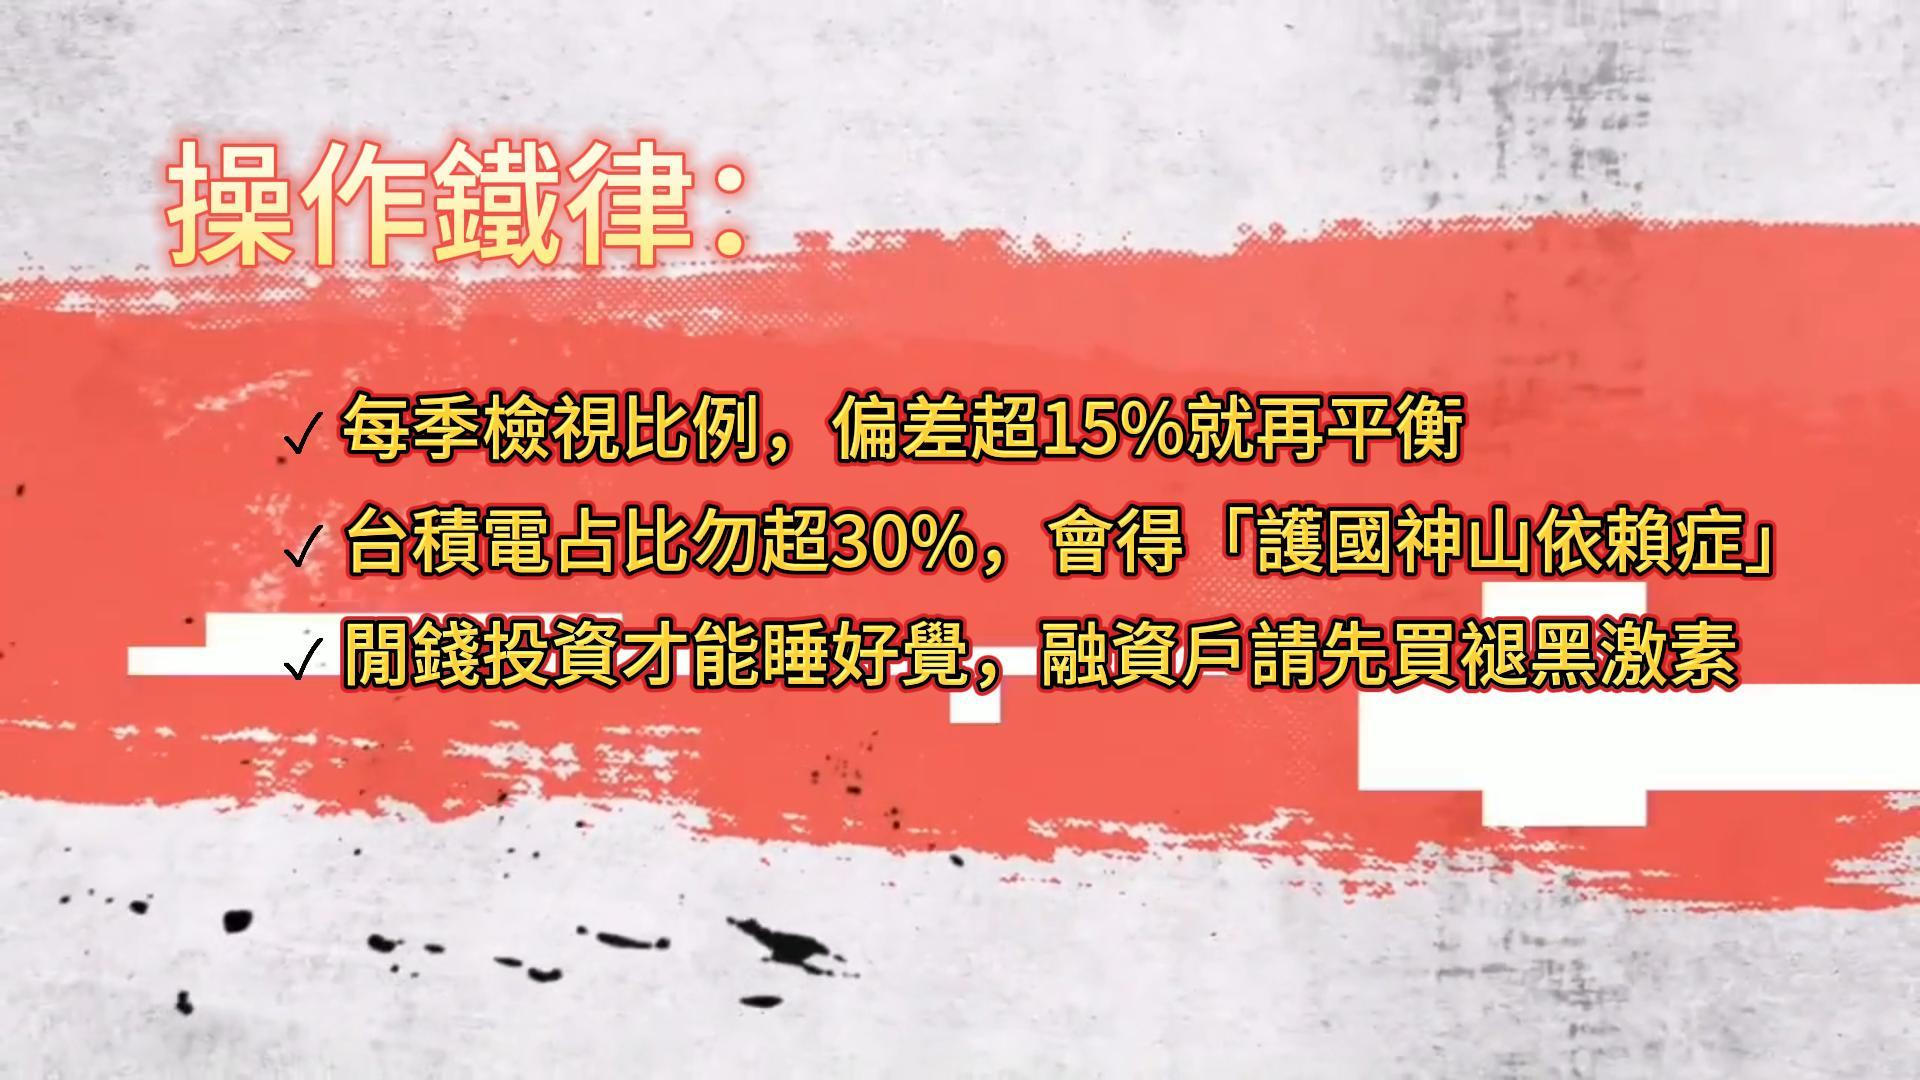 操作鐵律：
✓ 每季檢視比例，偏差超15%就再平衡
✓ 台積電占比勿超30%，會得「護國神山依賴症」
✓ 閒錢投資才能睡好覺，融資戶請先買褪黑激素